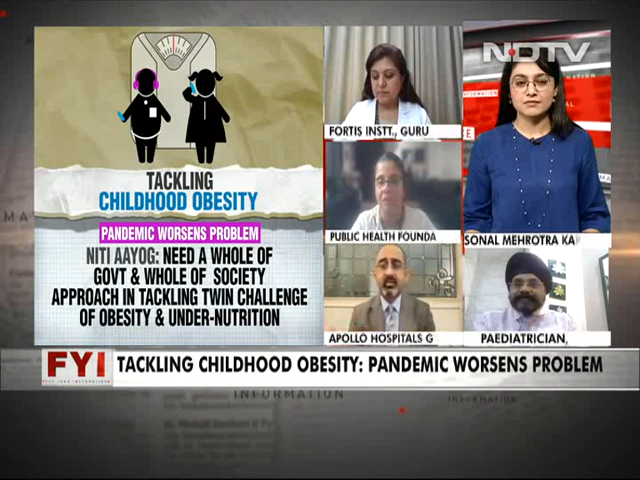 NDTV
TACKLING
CHILDHOOD OBESITY
PANDEMIC WORSENS PROBLEM
NITI AAYOG: NEED A WHOLE OF
GOVT & WHOLE OF SOCIETY
APPROACH IN TACKLING TWIN CHALLENGE
OF OBESITY & UNDER-NUTRITION
FORTIS INSTT., GURU
PUBLIC HEALTH FOUNDA
SONAL MEHROTRA KA
APOLLO HOSPITALS G
PAEDIATRICIAN,
FYI
TACKLING CHILDHOOD OBESITY: PANDEMIC WORSENS PROBLEM
INFORMATION
INFORMATION